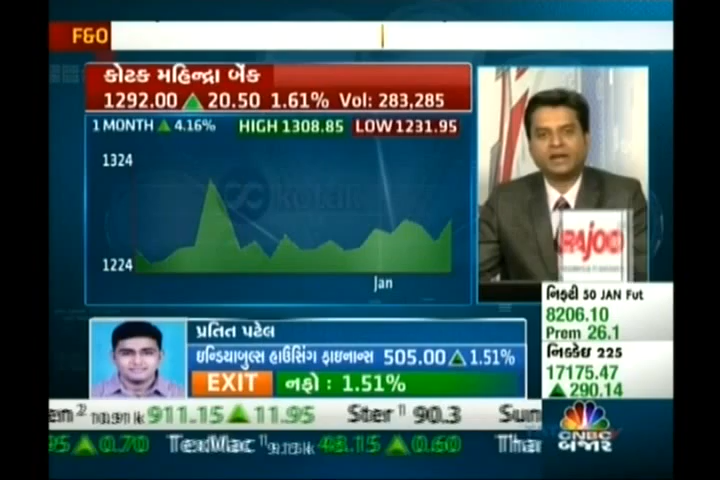 F&O
કોટક મહિન્દ્રા બેંક
1292.00 20.50 1.61% Vol: 283,285
1 MONTH 4.16% HIGH 1308.85 LOW 1231.95
1324
kotak
1224
Jan
RAJOO
નિફ્ટી 50 JAN Fut
8206.10
Prem 26.1
નિક્કેઇ 225
17175.47
290.14
પ્રતિત પટેલ
ઇન્ડિયાબુલ્સ હાઉસિંગ ફાઇનાન્સ 505.00 1.51%
EXIT નફો : 1.51%
911.15 11.95 Ster 90.3 Sun
0.70 TexMac 48.15 0.60
CNBC
બજાર